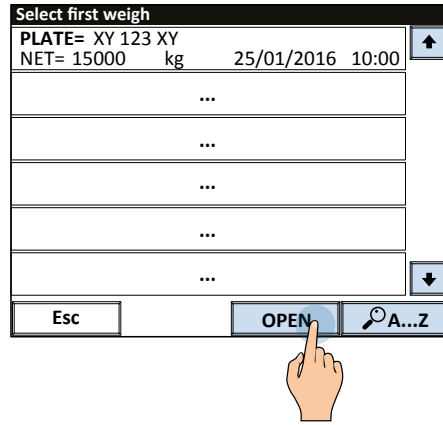 Select first weigh
PLATE= XY 123 XY
NET= 15000 kg 25/01/2016 10:00
...
...
...
...
...
Esc OPEN A...Z